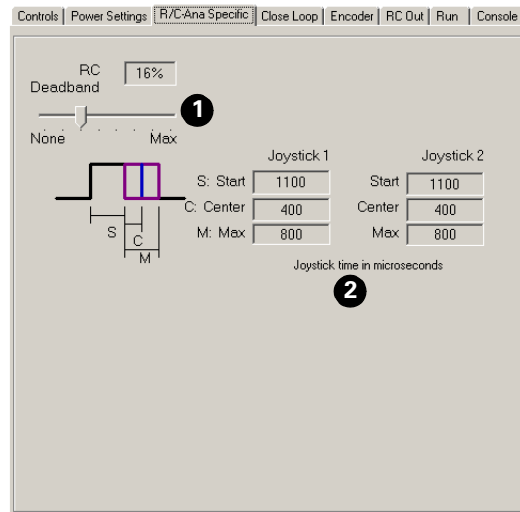 Controls Power Settings R/C-Ana Specific Close Loop Encoder RC Out Run Console
RC Deadband 16%
1
None Max
Joystick 1 Joystick 2
S: Start 1100 Start 1100
C: Center 400 Center 400
M: Max 800 Max 800
S
C
M
Joystick time in microseconds
2